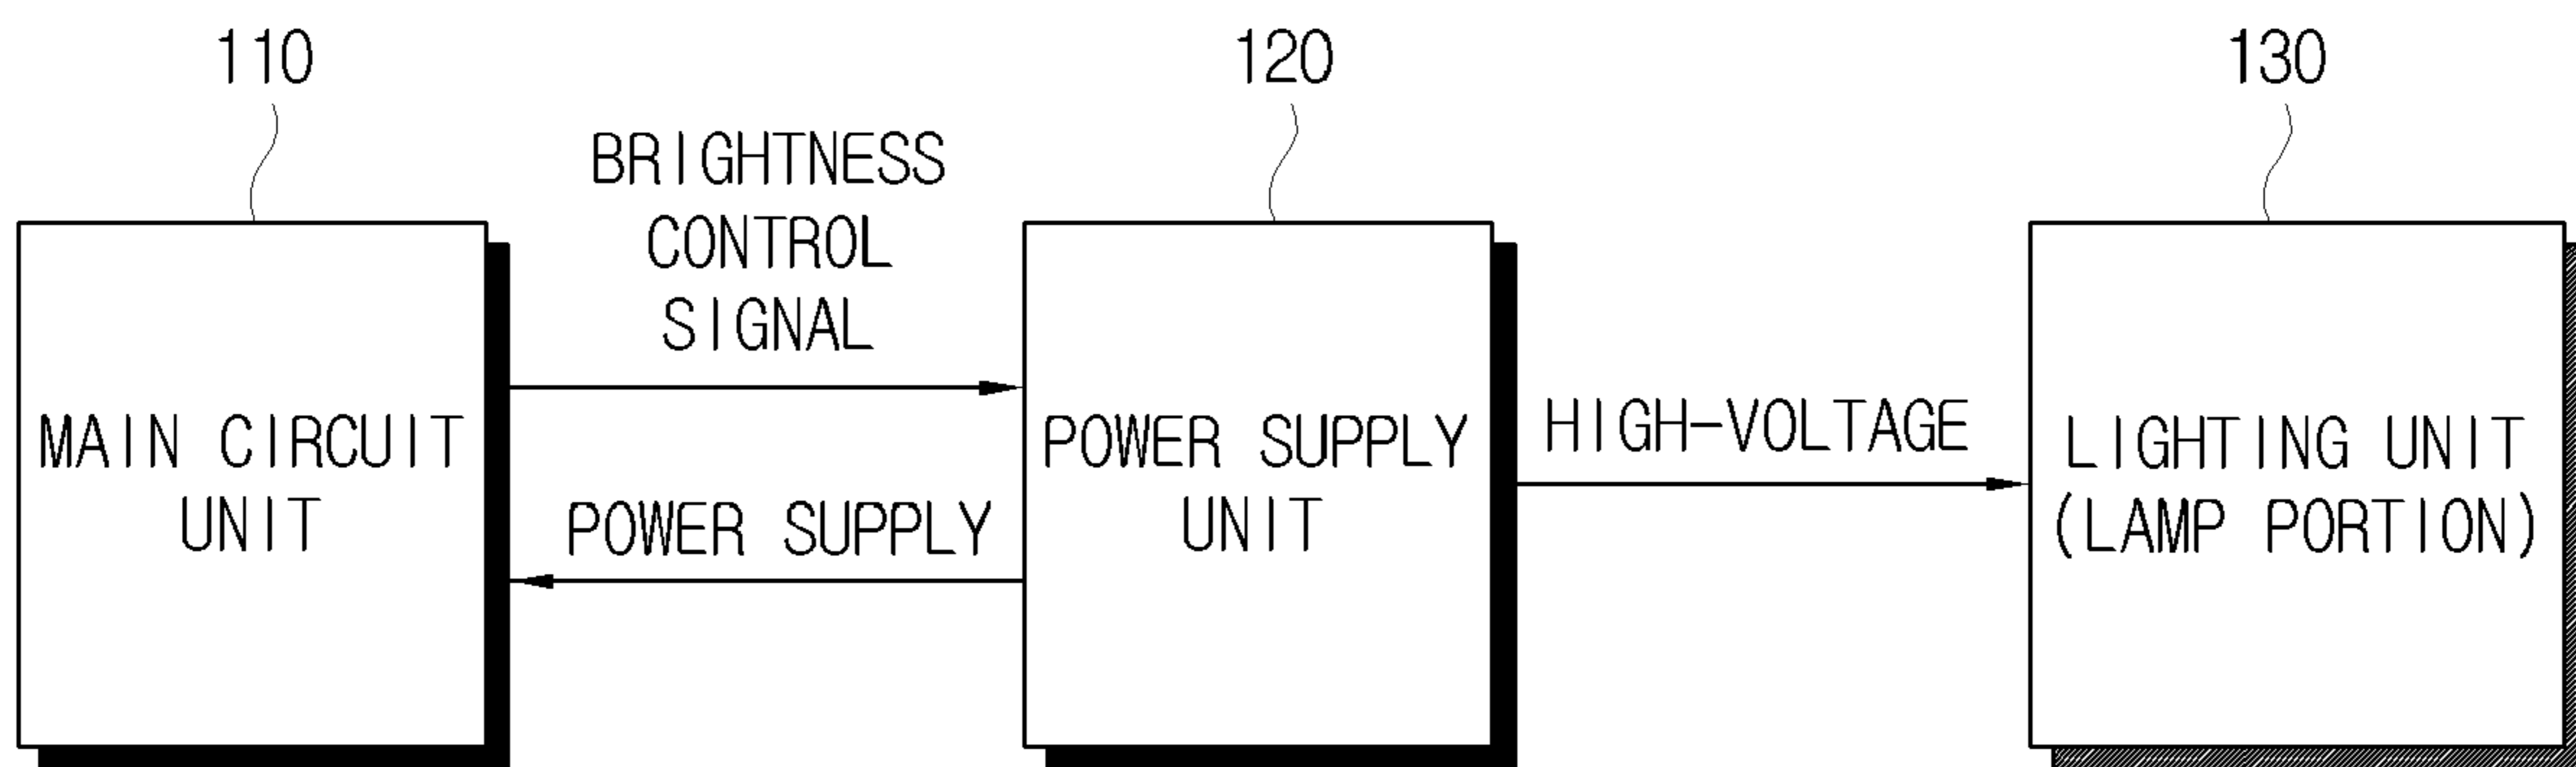 110
120
130
BRIGHTNESS
CONTROL
SIGNAL
MAIN CIRCUIT
UNIT
POWER SUPPLY
POWER SUPPLY
UNIT
HIGH-VOLTAGE
LIGHTING UNIT
(LAMP PORTION)